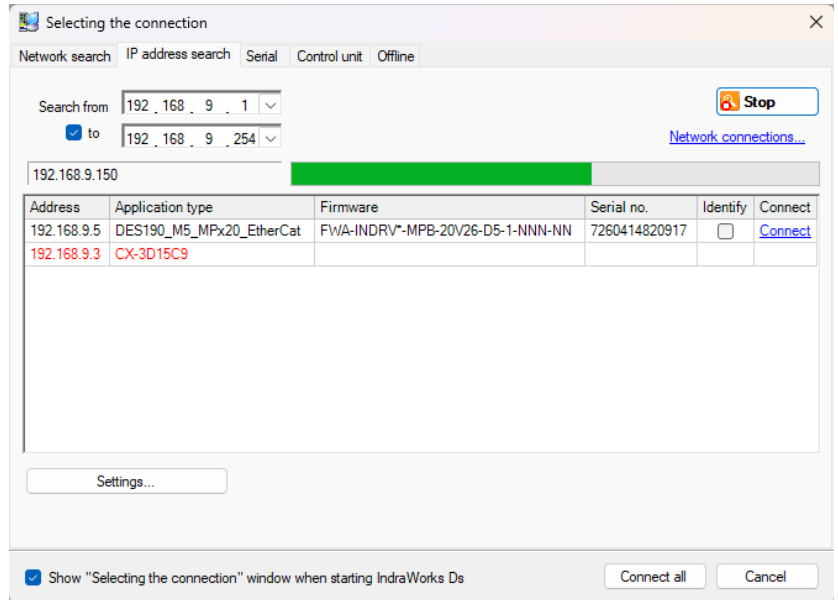 Selecting the connection
Network search IP address search Serial Control unit Offline
Search from 192 . 168 . 9 . 1
Stop
to 192 . 168 . 9 . 254
Network connections...
192.168.9.150
Address Application type Firmware Serial no. Identify Connect
192.168.9.5 DES190_M5_MPx20_EtherCat FWA-INDRV*-MPB-20V26-D5-1-NNN-NN 7260414820917 Connect
192.168.9.3 CX-3D15C9
Settings...
Show "Selecting the connection" window when starting IndraWorks Ds Connect all Cancel